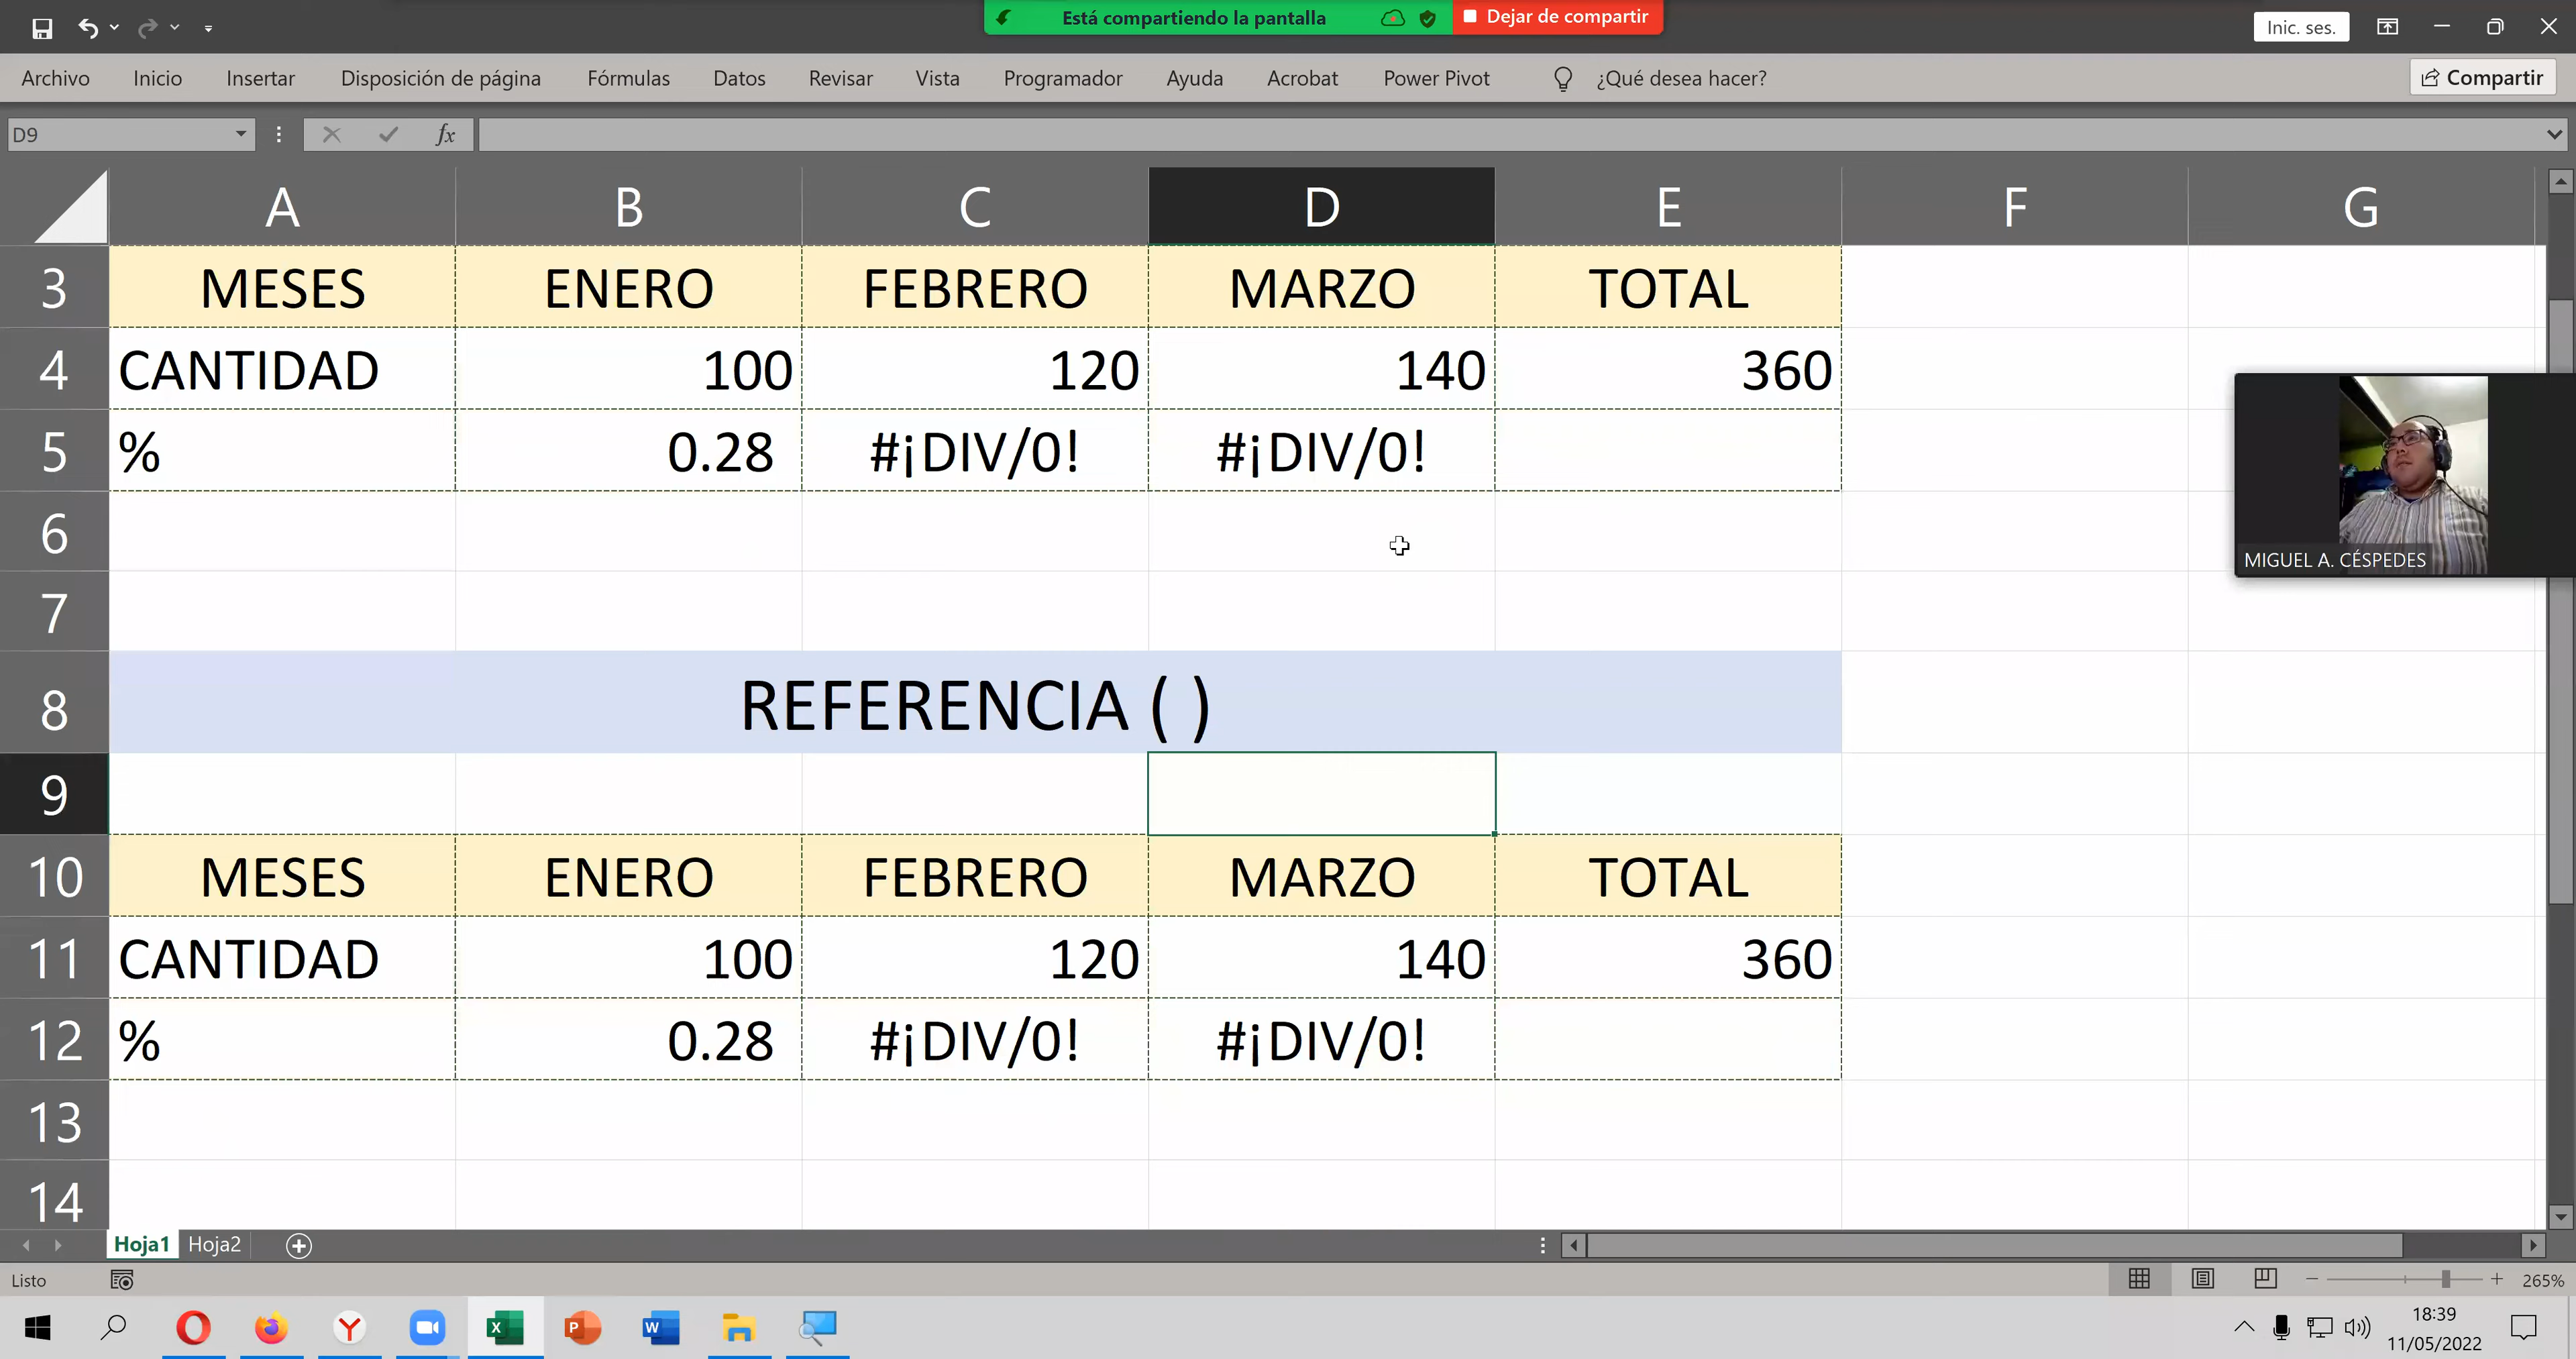 Está compartiendo la pantalla
Dejar de compartir
Inic. ses.
Archivo Inicio Insertar Disposición de página Fórmulas Datos Revisar Vista Programador Ayuda Acrobat Power Pivot ¿Qué desea hacer? Compartir
D9 fx
A B C D E F G
3 MESES ENERO FEBRERO MARZO TOTAL
4 CANTIDAD 100 120 140 360
5 % 0.28 #¡DIV/0! #¡DIV/0!
6
MIGUEL A. CÉSPEDES
7
8 REFERENCIA ( )
9
10 MESES ENERO FEBRERO MARZO TOTAL
11 CANTIDAD 100 120 140 360
12 % 0.28 #¡DIV/0! #¡DIV/0!
13
14
Hoja1 Hoja2
Listo 265%
18:39
11/05/2022